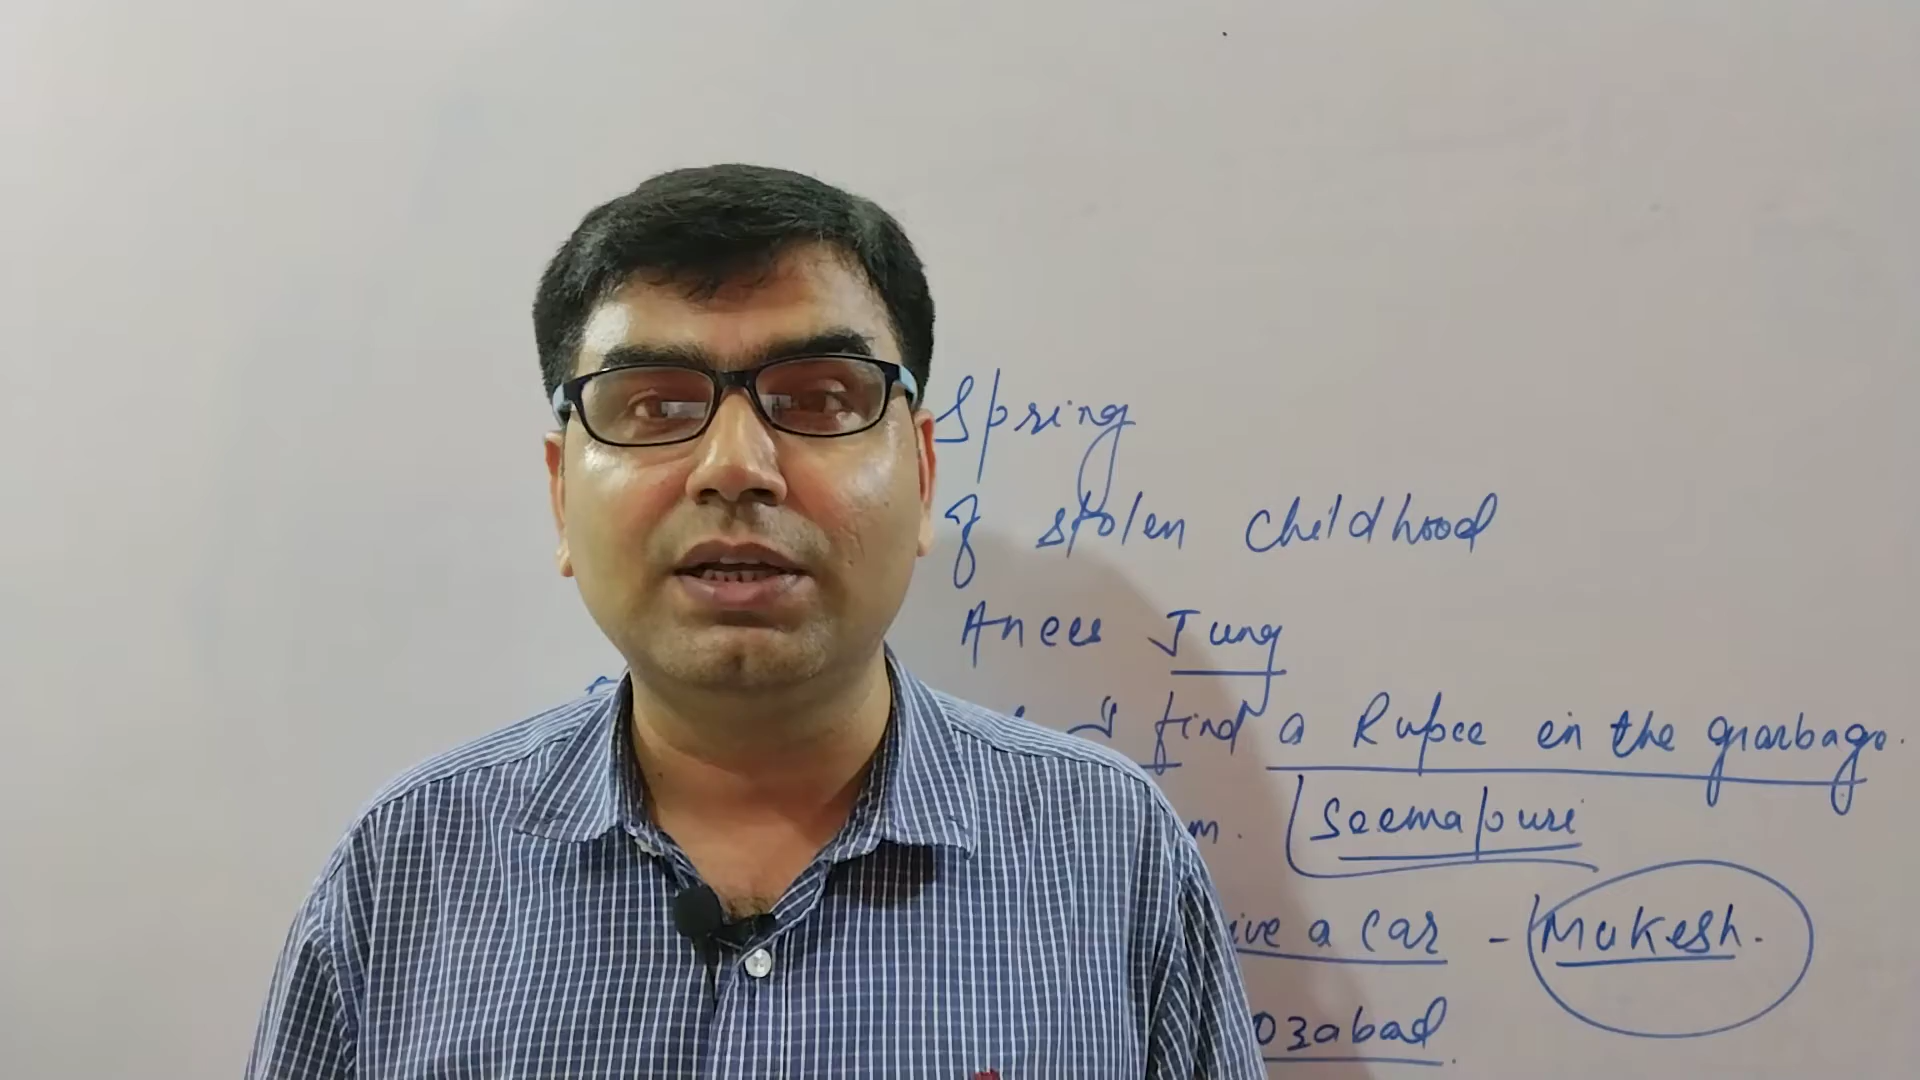 Spring
of stolen childhood
Anees Jung
find a Rupee in the garbage.
m. Seemapuri
ive a car - Mukesh.
ozabad.